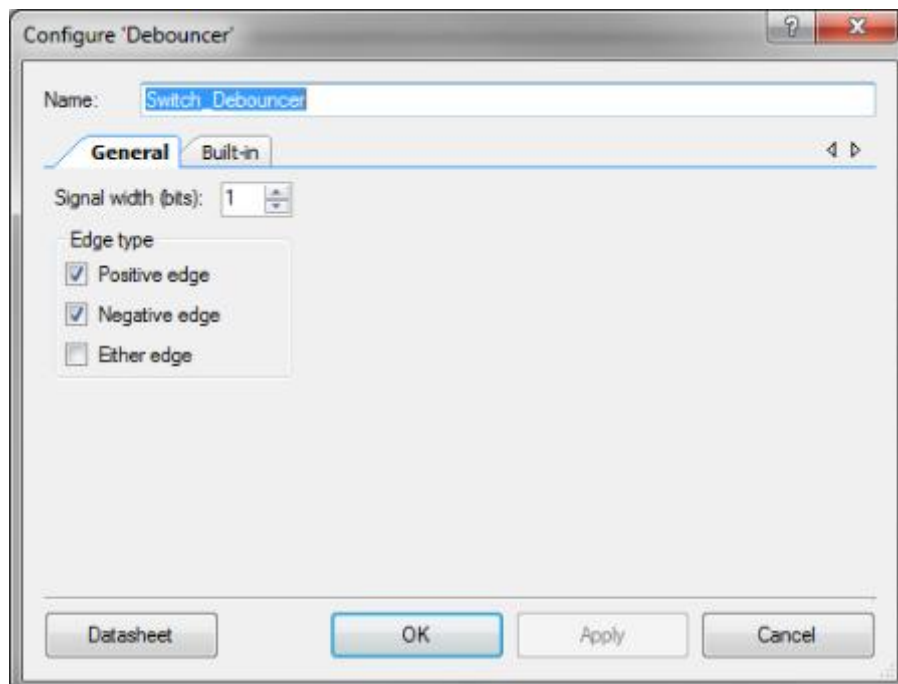 Configure 'Debouncer'
Name: Switch_Debouncer
General Built-in
Signal width (bits): 1
Edge type
Positive edge
Negative edge
Either edge
Datasheet OK Apply Cancel